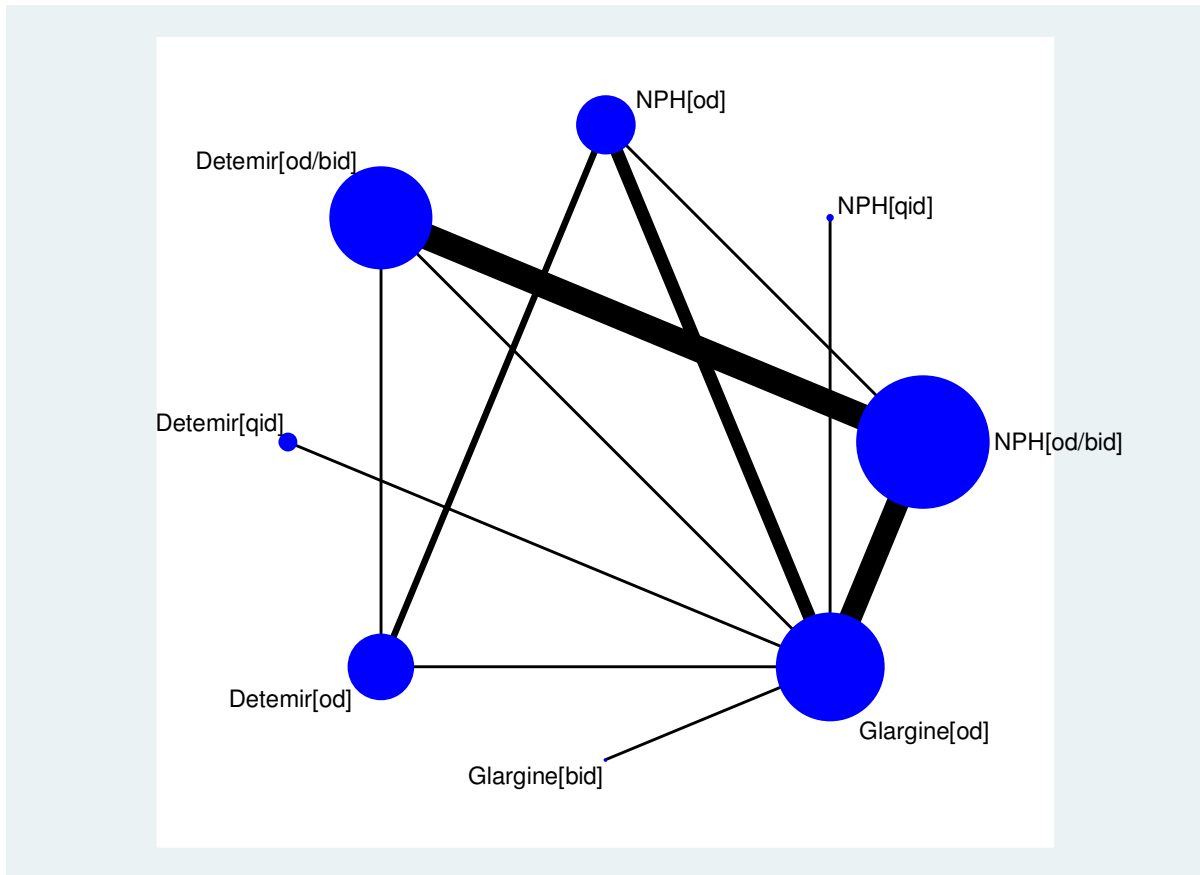 NPH[od]
Detemir[od/bid]
NPH[qid]
Detemir[qid]
NPH[od/bid]
Detemir[od]
Glargine[od]
Glargine[bid]